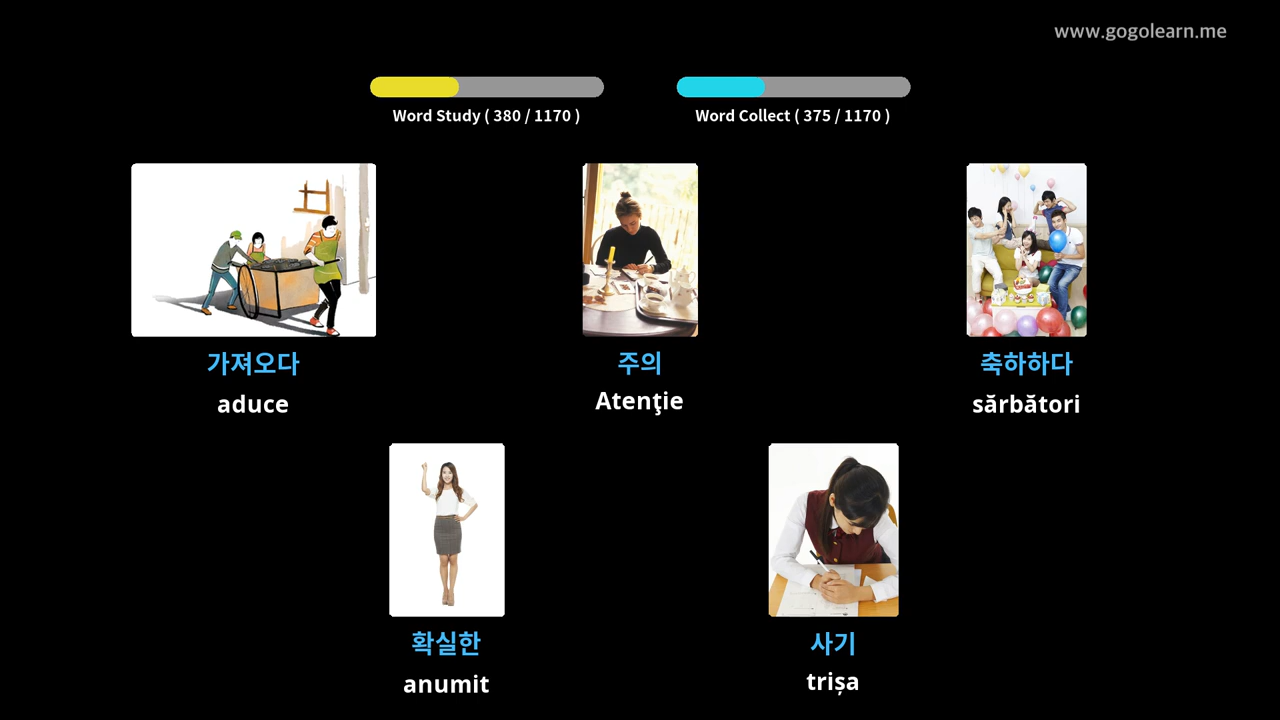 www.gogolearn.me
Word Study ( 380 / 1170 )
Word Collect ( 375 / 1170 )
가져오다
주의
축하하다
aduce
Atenţie
sărbători
확실한
사기
anumit
trișa